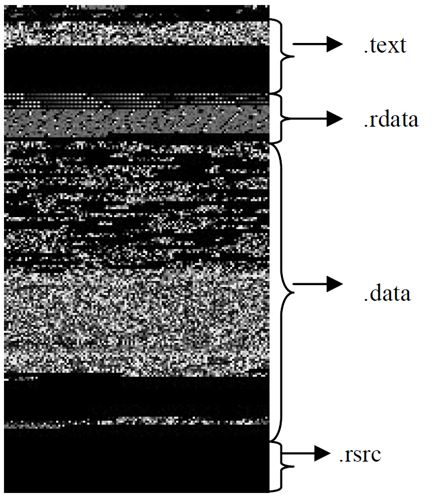 .text
.rdata
.data
.rsrc